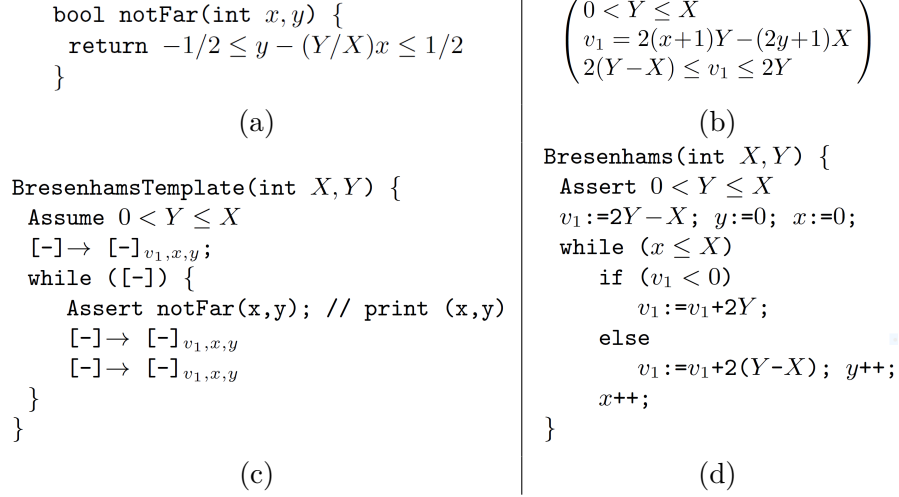 bool notFar(int x,y) {
return −1/2 ≤ y − (Y/X)x ≤ 1/2
}
(a)
0 < Y ≤ X
v₁ = 2(x+1)Y−(2y+1)X
2(Y−X) ≤ v₁ ≤ 2Y
(b)
BresenhamsTemplate(int X,Y) {
Assume 0 < Y ≤ X
[-]→ [-]v₁,x,y;
while ([-]) {
Assert notFar(x,y); // print (x,y)
[-]→ [-]v₁,x,y
[-]→ [-]v₁,x,y
}
}
(c)
Bresenhams(int X,Y) {
Assert 0 < Y ≤ X
v₁:=2Y−X; y:=0; x:=0;
while (x ≤ X)
if (v₁ < 0)
v₁:=v₁+2Y;
else
v₁:=v₁+2(Y-X); y++;
x++;
}
(d)